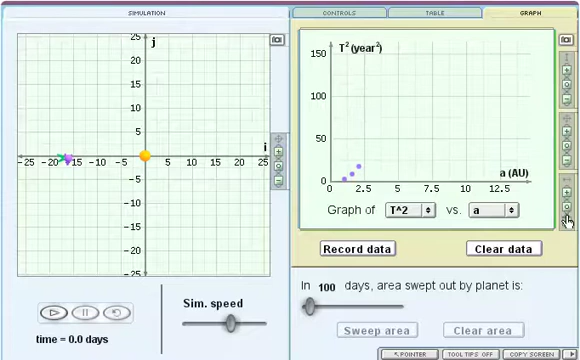 SIMULATION
CONTROLS TABLE GRAPH
25 j
20
15
10
5
i
-25 -20 -15 -10 -5 5 10 15 20 25
-5
-10
-15
-20
-25
T² (year²)
150
100
50
0
0 2.5 5 7.5 10 12.5
a (AU)
Graph of T^2 vs. a
Record data Clear data
In 100 days, area swept out by planet is:
Sweep area Clear area
Sim. speed
time = 0.0 days
POINTER TOOL TIPS OFF COPY SCREEN